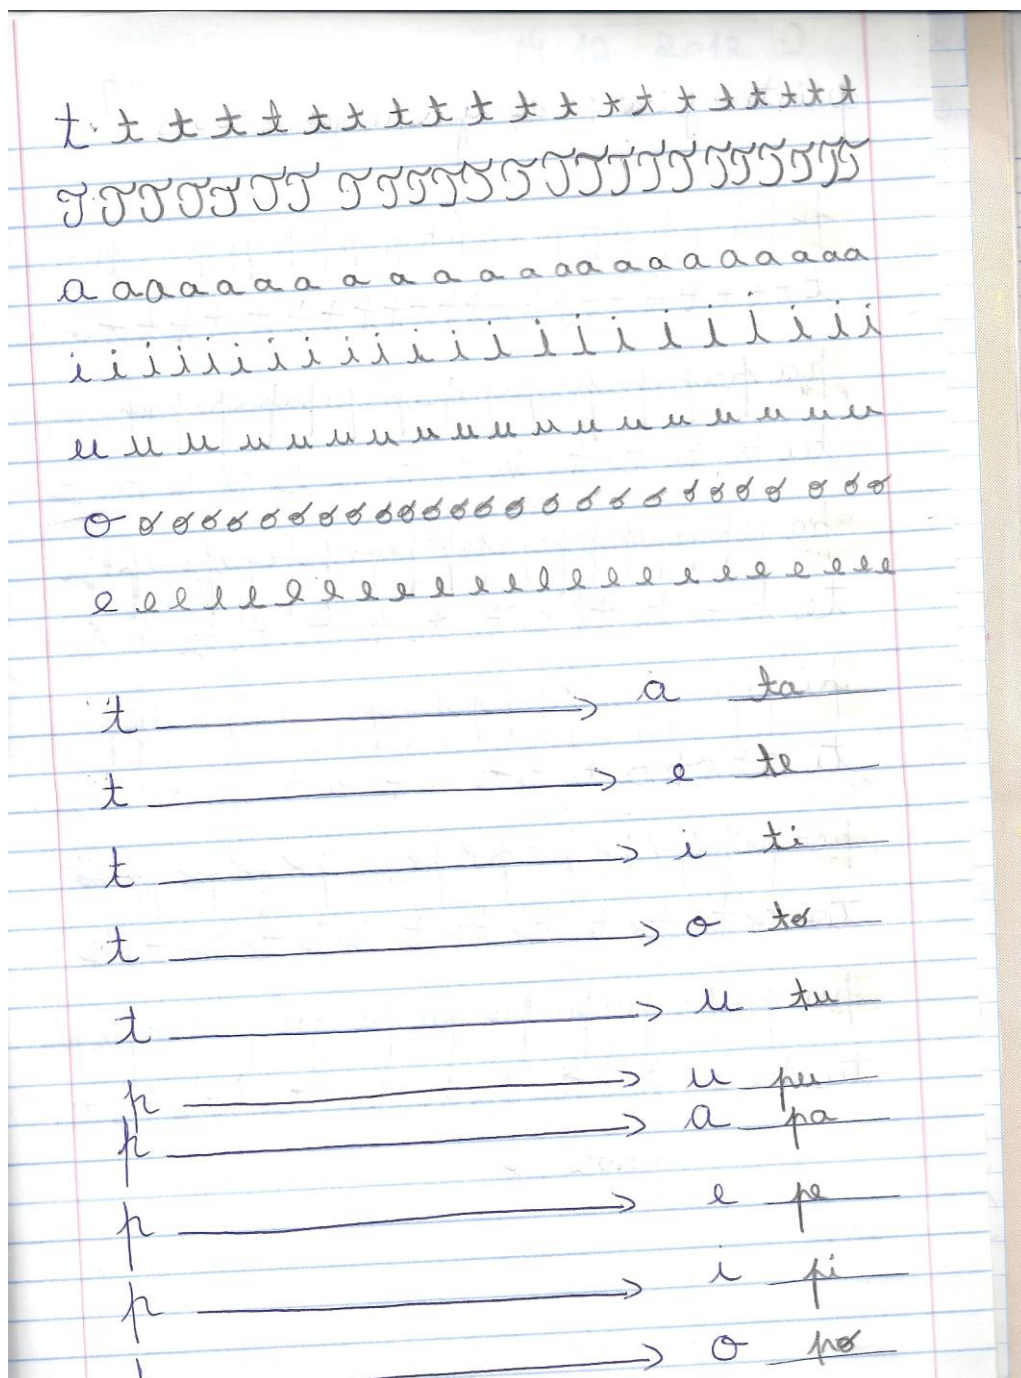 t t t t t t t t t t t t t t t t t t t t
T T T T T T T T T T T T T T T T T T T T T T T T
a a a a a a a a a a a a a a a a a a a a a a
i i i i i i i i i i i i i i i i i i i i i i
u u u u u u u u u u u u u u u u u u
o o o o o o o o o o o o o o o o o o o o o o o o o o
e e e e e e e e e e e e e e e e e e e e e e e
t → a ta
t → e te
t → i ti
t → o to
t → u tu
p → u pu
p → a pa
p → e pe
p → i pi
→ o po